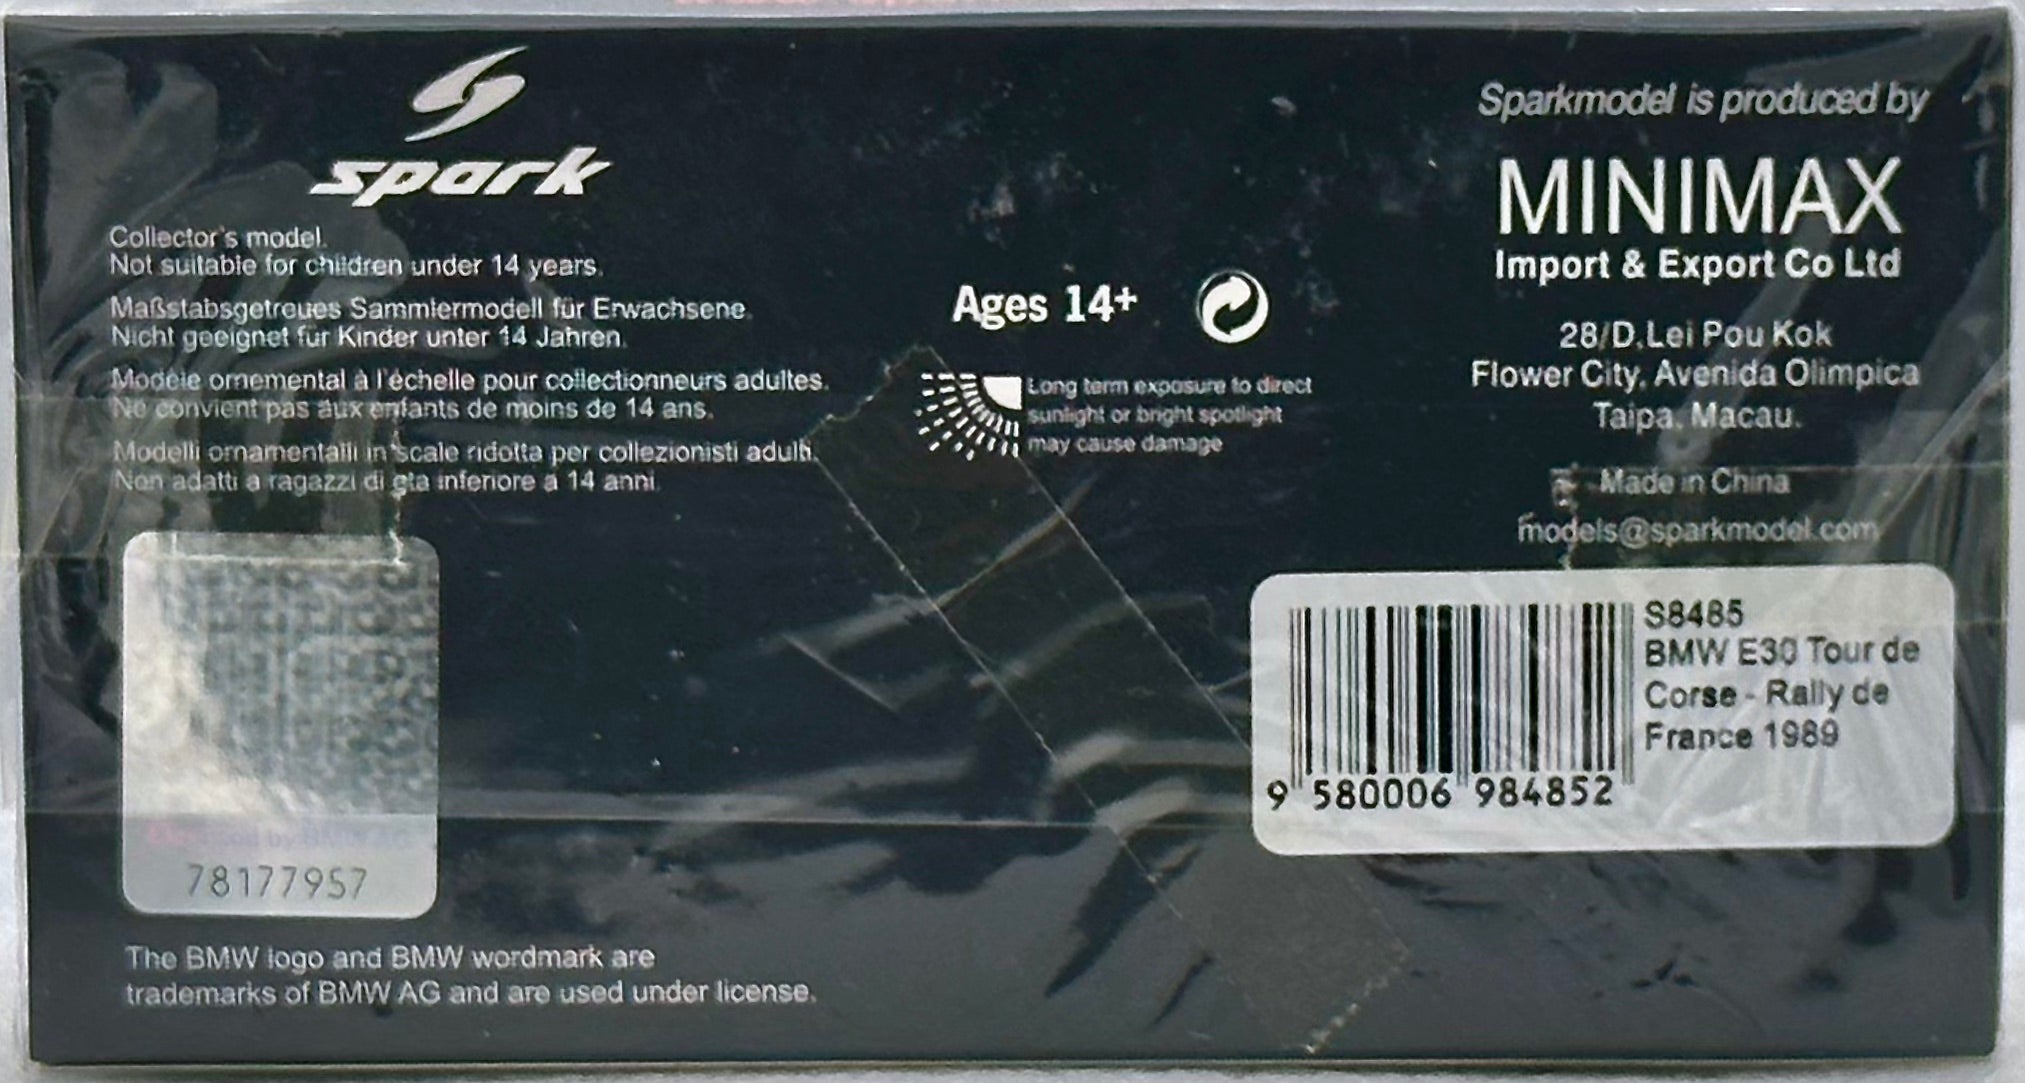 spark
Collector's model.
Not suitable for children under 14 years.
Maßstabsgetreues Sammlermodell für Erwachsene.
Nicht geeignet für Kinder unter 14 Jahren.
Modèle ornemental à l'échelle pour collectionneurs adultes.
Ne convient pas aux enfants de moins de 14 ans.
Modelli ornamentalli in scale ridotta per collezionisti adulti.
Non adatti a ragazzi di eta inferiore a 14 anni.
by BMW AG
78177957
The BMW logo and BMW wordmark are
trademarks of BMW AG and are used under license.
Ages 14+
Long term exposure to direct
sunlight or bright spotlight
may cause damage
Sparkmodel is produced by
MINIMAX
Import & Export Co Ltd
28/D,Lei Pou Kok
Flower City, Avenida Olimpica
Taipa, Macau.
Made in China
models@sparkmodel.com
S8485
BMW E30 Tour de
Corse - Rally de
France 1989
9 580006 984852